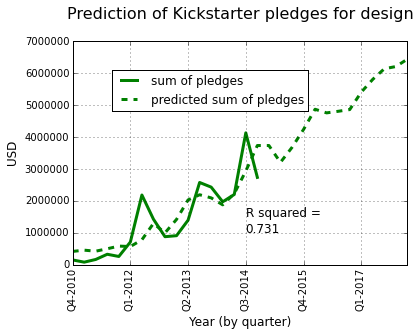 Prediction of Kickstarter pledges for design
7000000
6000000
5000000
4000000
3000000
2000000
1000000
0
USD
sum of pledges
predicted sum of pledges
R squared =
0.731
Q4-2010
Q1-2012
Q2-2013
Q3-2014
Q4-2015
Q1-2017
Year (by quarter)